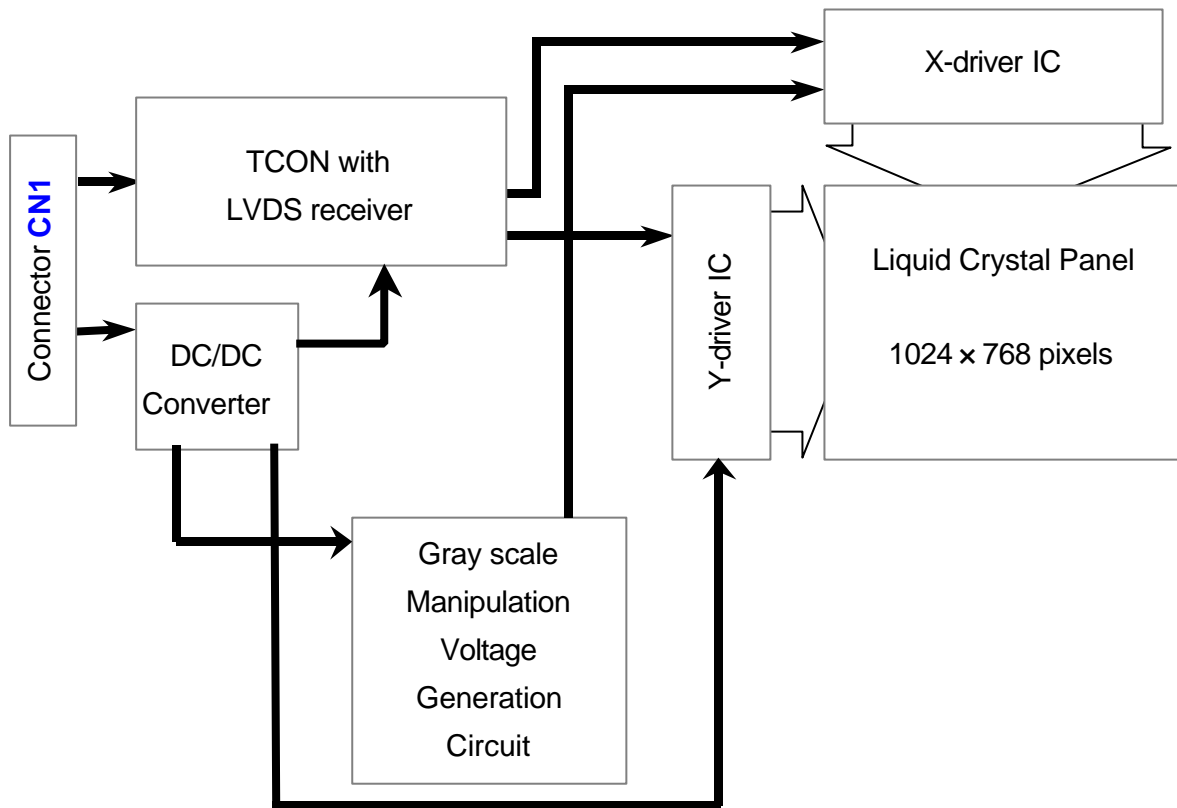 X-driver IC
TCON with
LVDS receiver
Connector CN1
Liquid Crystal Panel
1024 × 768 pixels
Y-driver IC
DC/DC
Converter
Gray scale
Manipulation
Voltage
Generation
Circuit